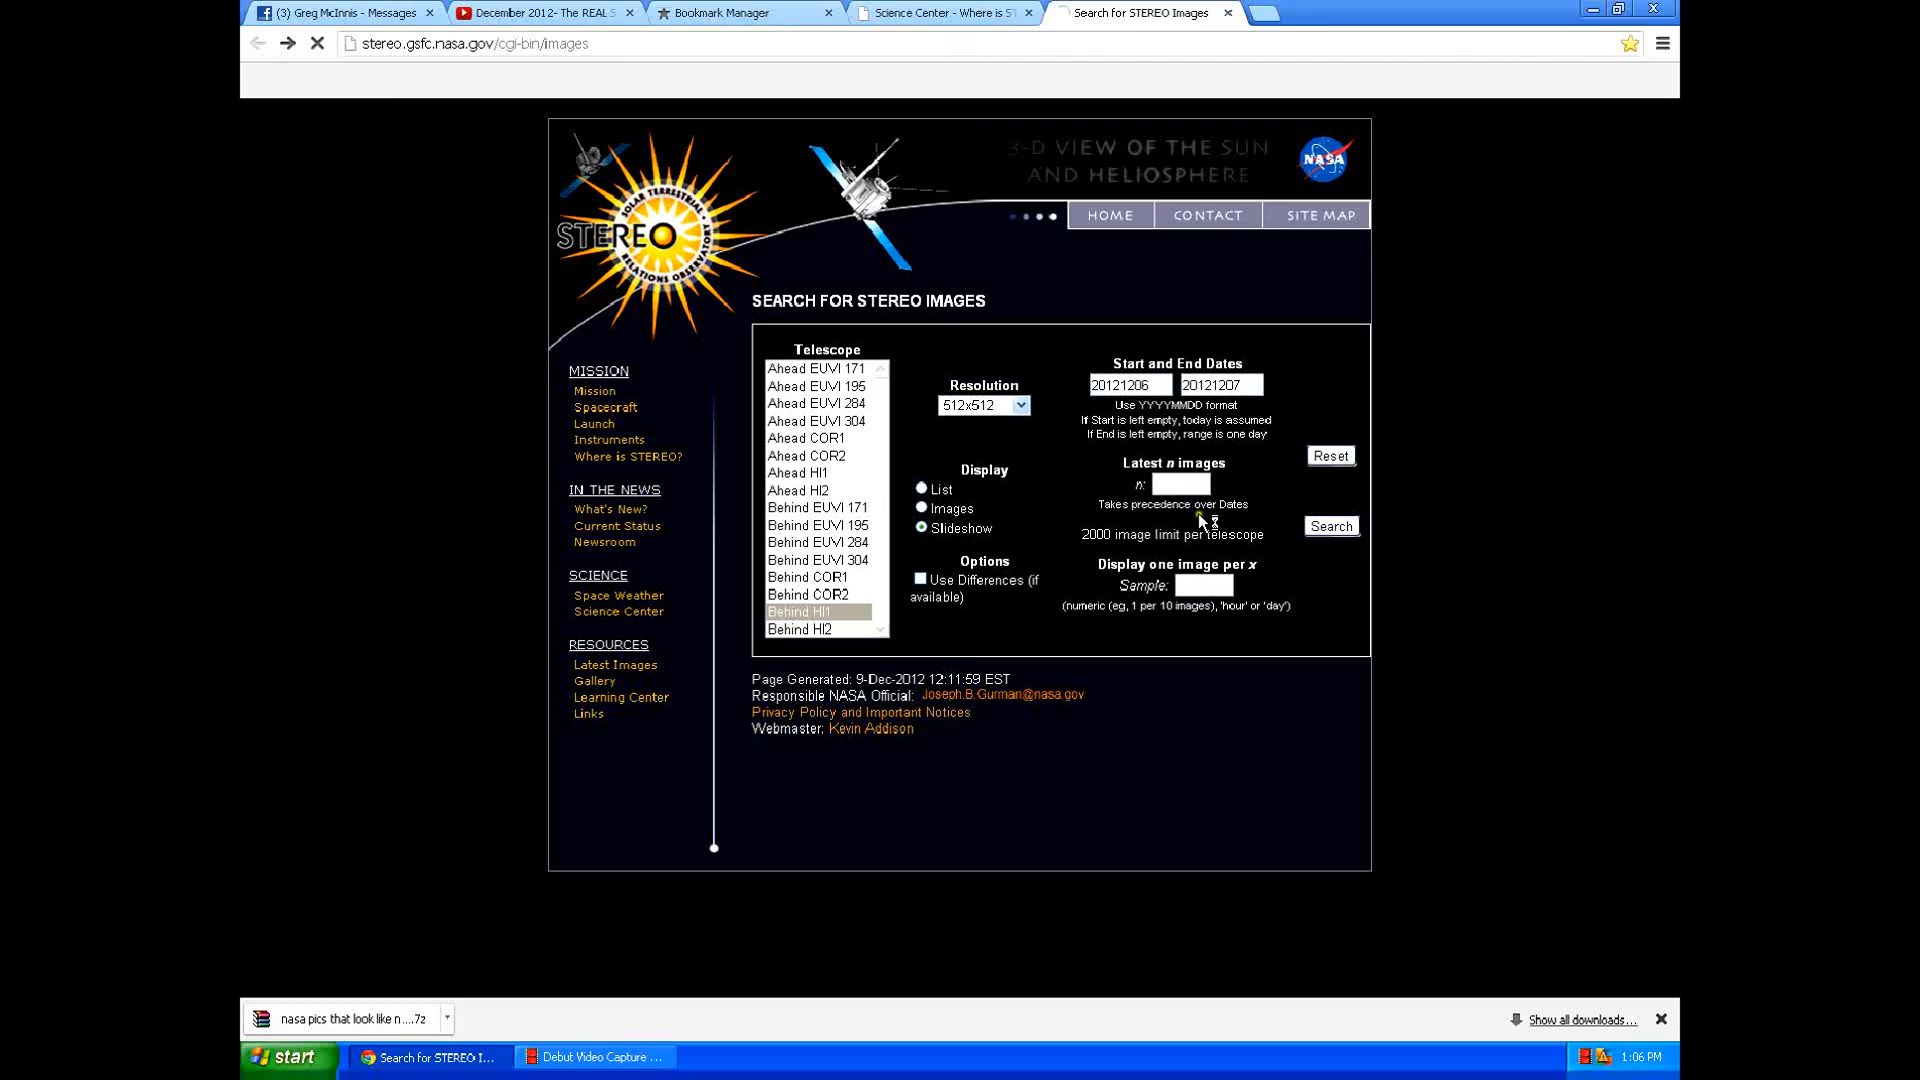 (3) Greg McInnis - Messages
December 2012- The REAL S
Bookmark Manager
Science Center - Where is ST
Search for STEREO Images
stereo.gsfc.nasa.gov/cgi-bin/images
3-D VIEW OF THE SUN
AND HELIOSPHERE
NASA
SOLAR TERRESTRIAL
STEREO
RELATIONS OBSERVATORY
HOME
CONTACT
SITE MAP
SEARCH FOR STEREO IMAGES
MISSION
Mission
Spacecraft
Launch
Instruments
Where is STEREO?
IN THE NEWS
What's New?
Current Status
Newsroom
SCIENCE
Space Weather
Science Center
RESOURCES
Latest Images
Gallery
Learning Center
Links
Telescope
Ahead EUVI 171
Ahead EUVI 195
Ahead EUVI 284
Ahead EUVI 304
Ahead COR1
Ahead COR2
Ahead HI1
Ahead HI2
Behind EUVI 171
Behind EUVI 195
Behind EUVI 284
Behind EUVI 304
Behind COR1
Behind COR2
Behind HI1
Behind HI2
Resolution
512x512
Display
List
Images
Slideshow
Options
Use Differences (if
available)
Start and End Dates
20121206 20121207
Use YYYYMMDD format
If Start is left empty, today is assumed
If End is left empty, range is one day
Latest n images
n:
Takes precedence over Dates
2000 image limit per telescope
Display one image per x
Sample:
(numeric (eg, 1 per 10 images), 'hour' or 'day')
Reset
Search
Page Generated: 9-Dec-2012 12:11:59 EST
Responsible NASA Official: Joseph.B.Gurman@nasa.gov
Privacy Policy and Important Notices
Webmaster: Kevin Addison
nasa pics that look like n....7z
Show all downloads...
start
Search for STEREO I...
Debut Video Capture ...
1:06 PM